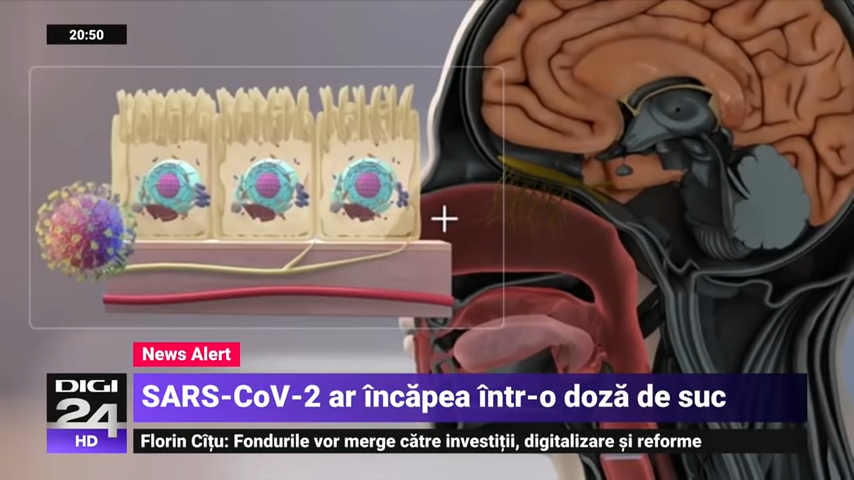 20:50
News Alert
DIGI
24
HD
SARS-CoV-2 ar încăpea într-o doză de suc
Florin Cîțu: Fondurile vor merge către investiții, digitalizare și reforme